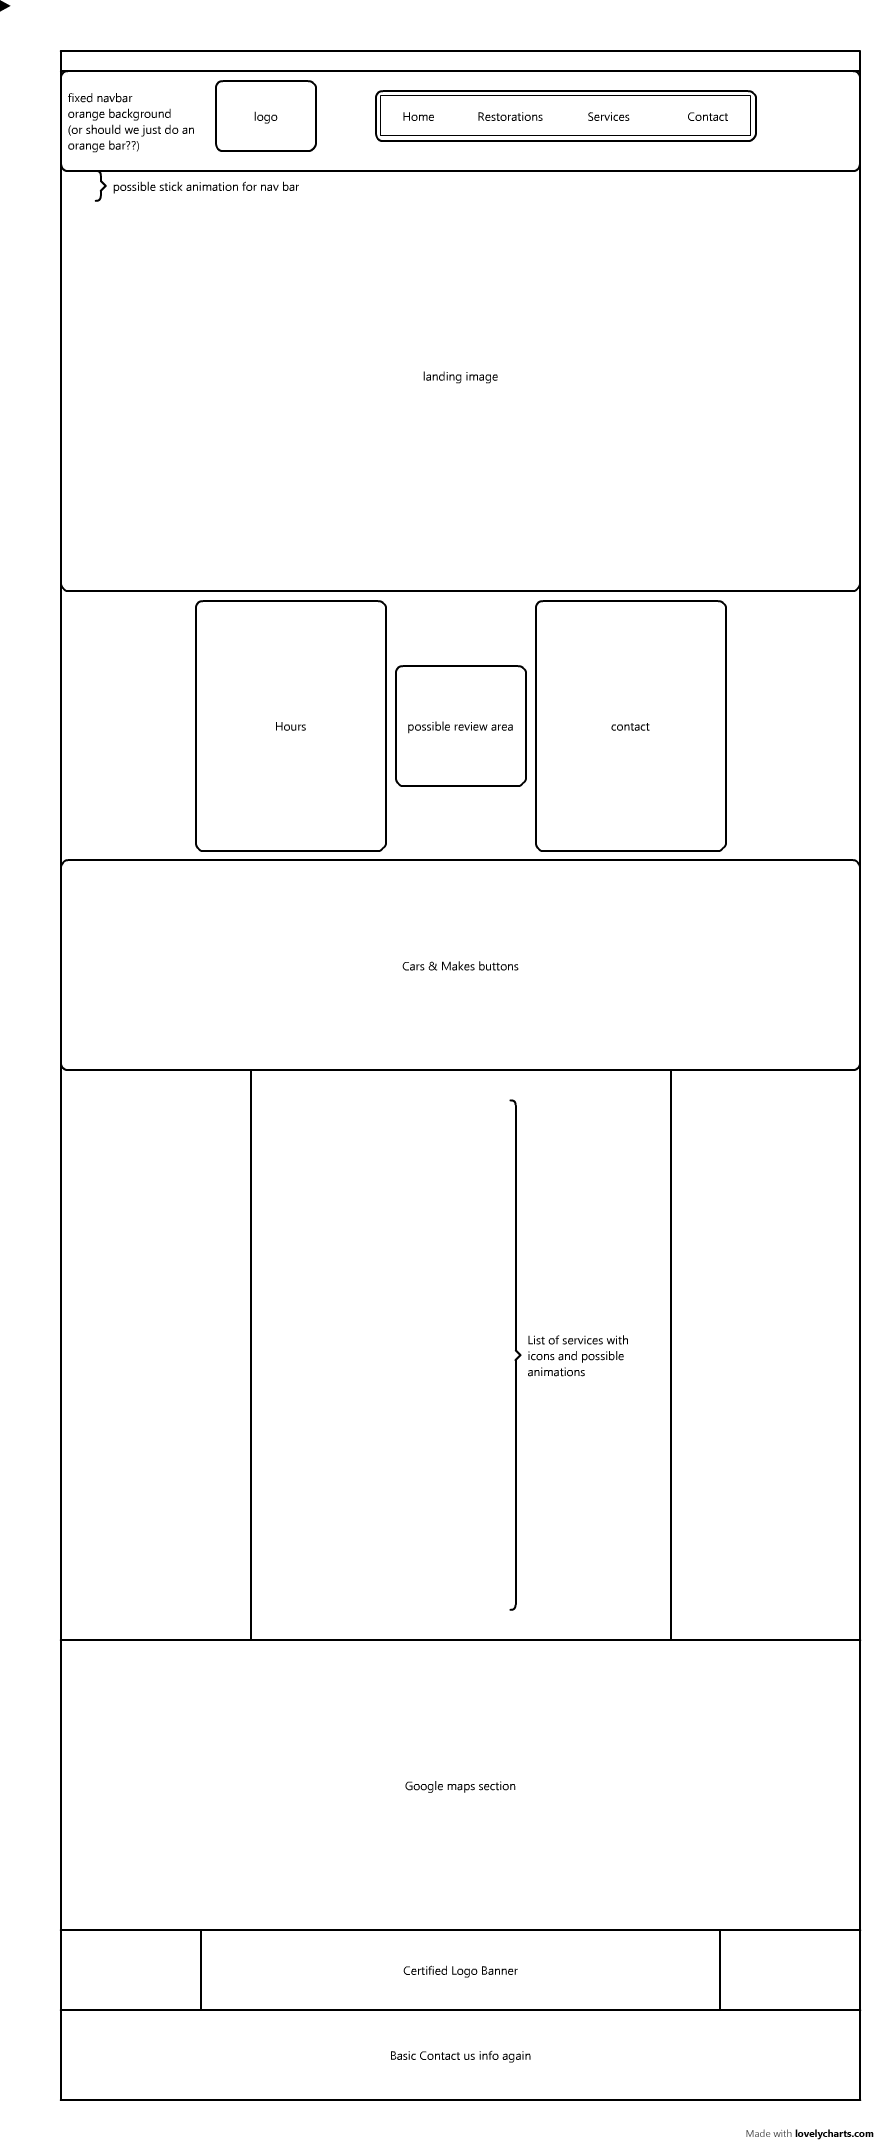 fixed navbar
orange background
(or should we just do an
orange bar??)
logo
Home Restorations Services Contact
possible stick animation for nav bar
landing image
Hours
possible review area
contact
Cars & Makes buttons
List of services with
icons and possible
animations
Google maps section
Certified Logo Banner
Basic Contact us info again
Made with lovelycharts.com